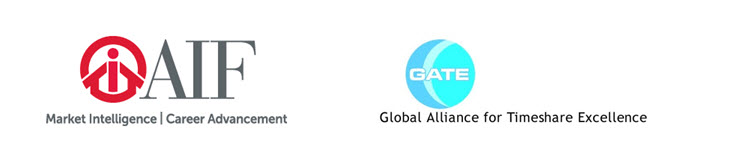 AIF
Market Intelligence | Career Advancement
GATE
Global Alliance for Timeshare Excellence